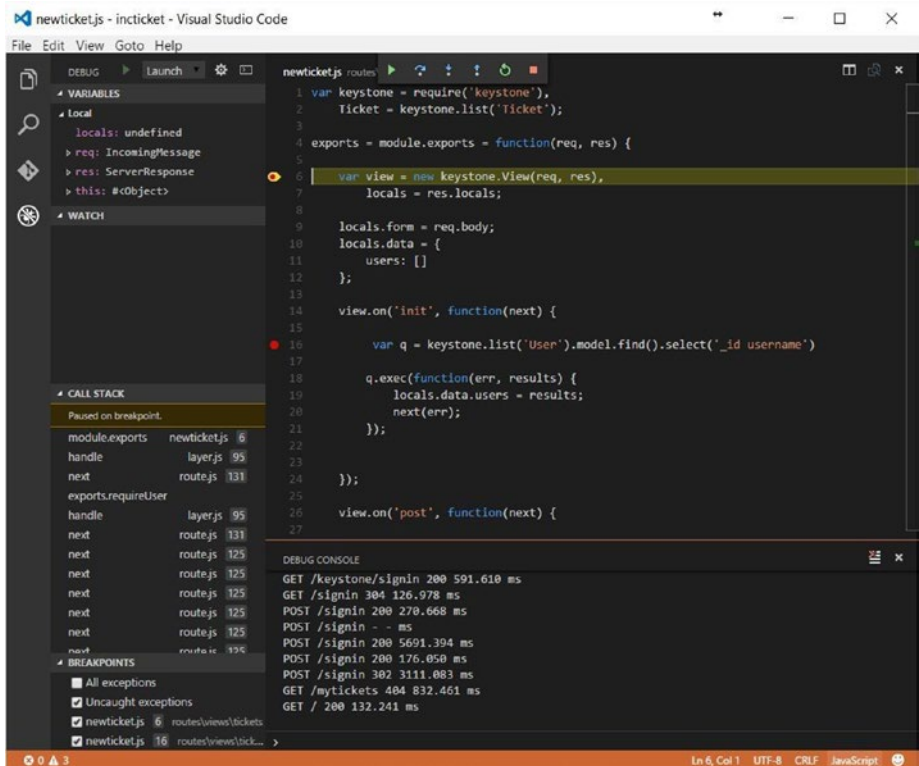 newticket.js - incticket - Visual Studio Code
File Edit View Goto Help
DEBUG Launch
VARIABLES
Local
locals: undefined
req: IncomingMessage
res: ServerResponse
this: #<Object>
WATCH
CALL STACK
Paused on breakpoint.
module.exports newticket.js 6
handle layer.js 95
next route.js 131
exports.requireUser
handle layer.js 95
next route.js 131
next route.js 125
next route.js 125
next route.js 125
next route.js 125
next route.js 125
next route.js 125
BREAKPOINTS
All exceptions
Uncaught exceptions
newticket.js 6 routes\views\tickets
newticket.js 16 routes\views\tick...
newticket.js routes
1 var keystone = require('keystone'),
2 Ticket = keystone.list('Ticket');
3
4 exports = module.exports = function(req, res) {
5
6 var view = new keystone.View(req, res),
7 locals = res.locals;
8
9 locals.form = req.body;
10 locals.data = {
11 users: []
12 };
13
14 view.on('init', function(next) {
15
16 var q = keystone.list('User').model.find().select('_id username')
17
18 q.exec(function(err, results) {
19 locals.data.users = results;
20 next(err);
21 });
22
23
24 });
25
26 view.on('post', function(next) {
27
DEBUG CONSOLE
GET /keystone/signin 200 591.610 ms
GET /signin 304 126.978 ms
POST /signin 200 270.668 ms
POST /signin - - ms
POST /signin 200 5691.394 ms
POST /signin 200 176.050 ms
POST /signin 302 3111.083 ms
GET /mytickets 404 832.461 ms
GET / 200 132.241 ms
>
0 3 Ln 6, Col 1 UTF-8 CRLF JavaScript